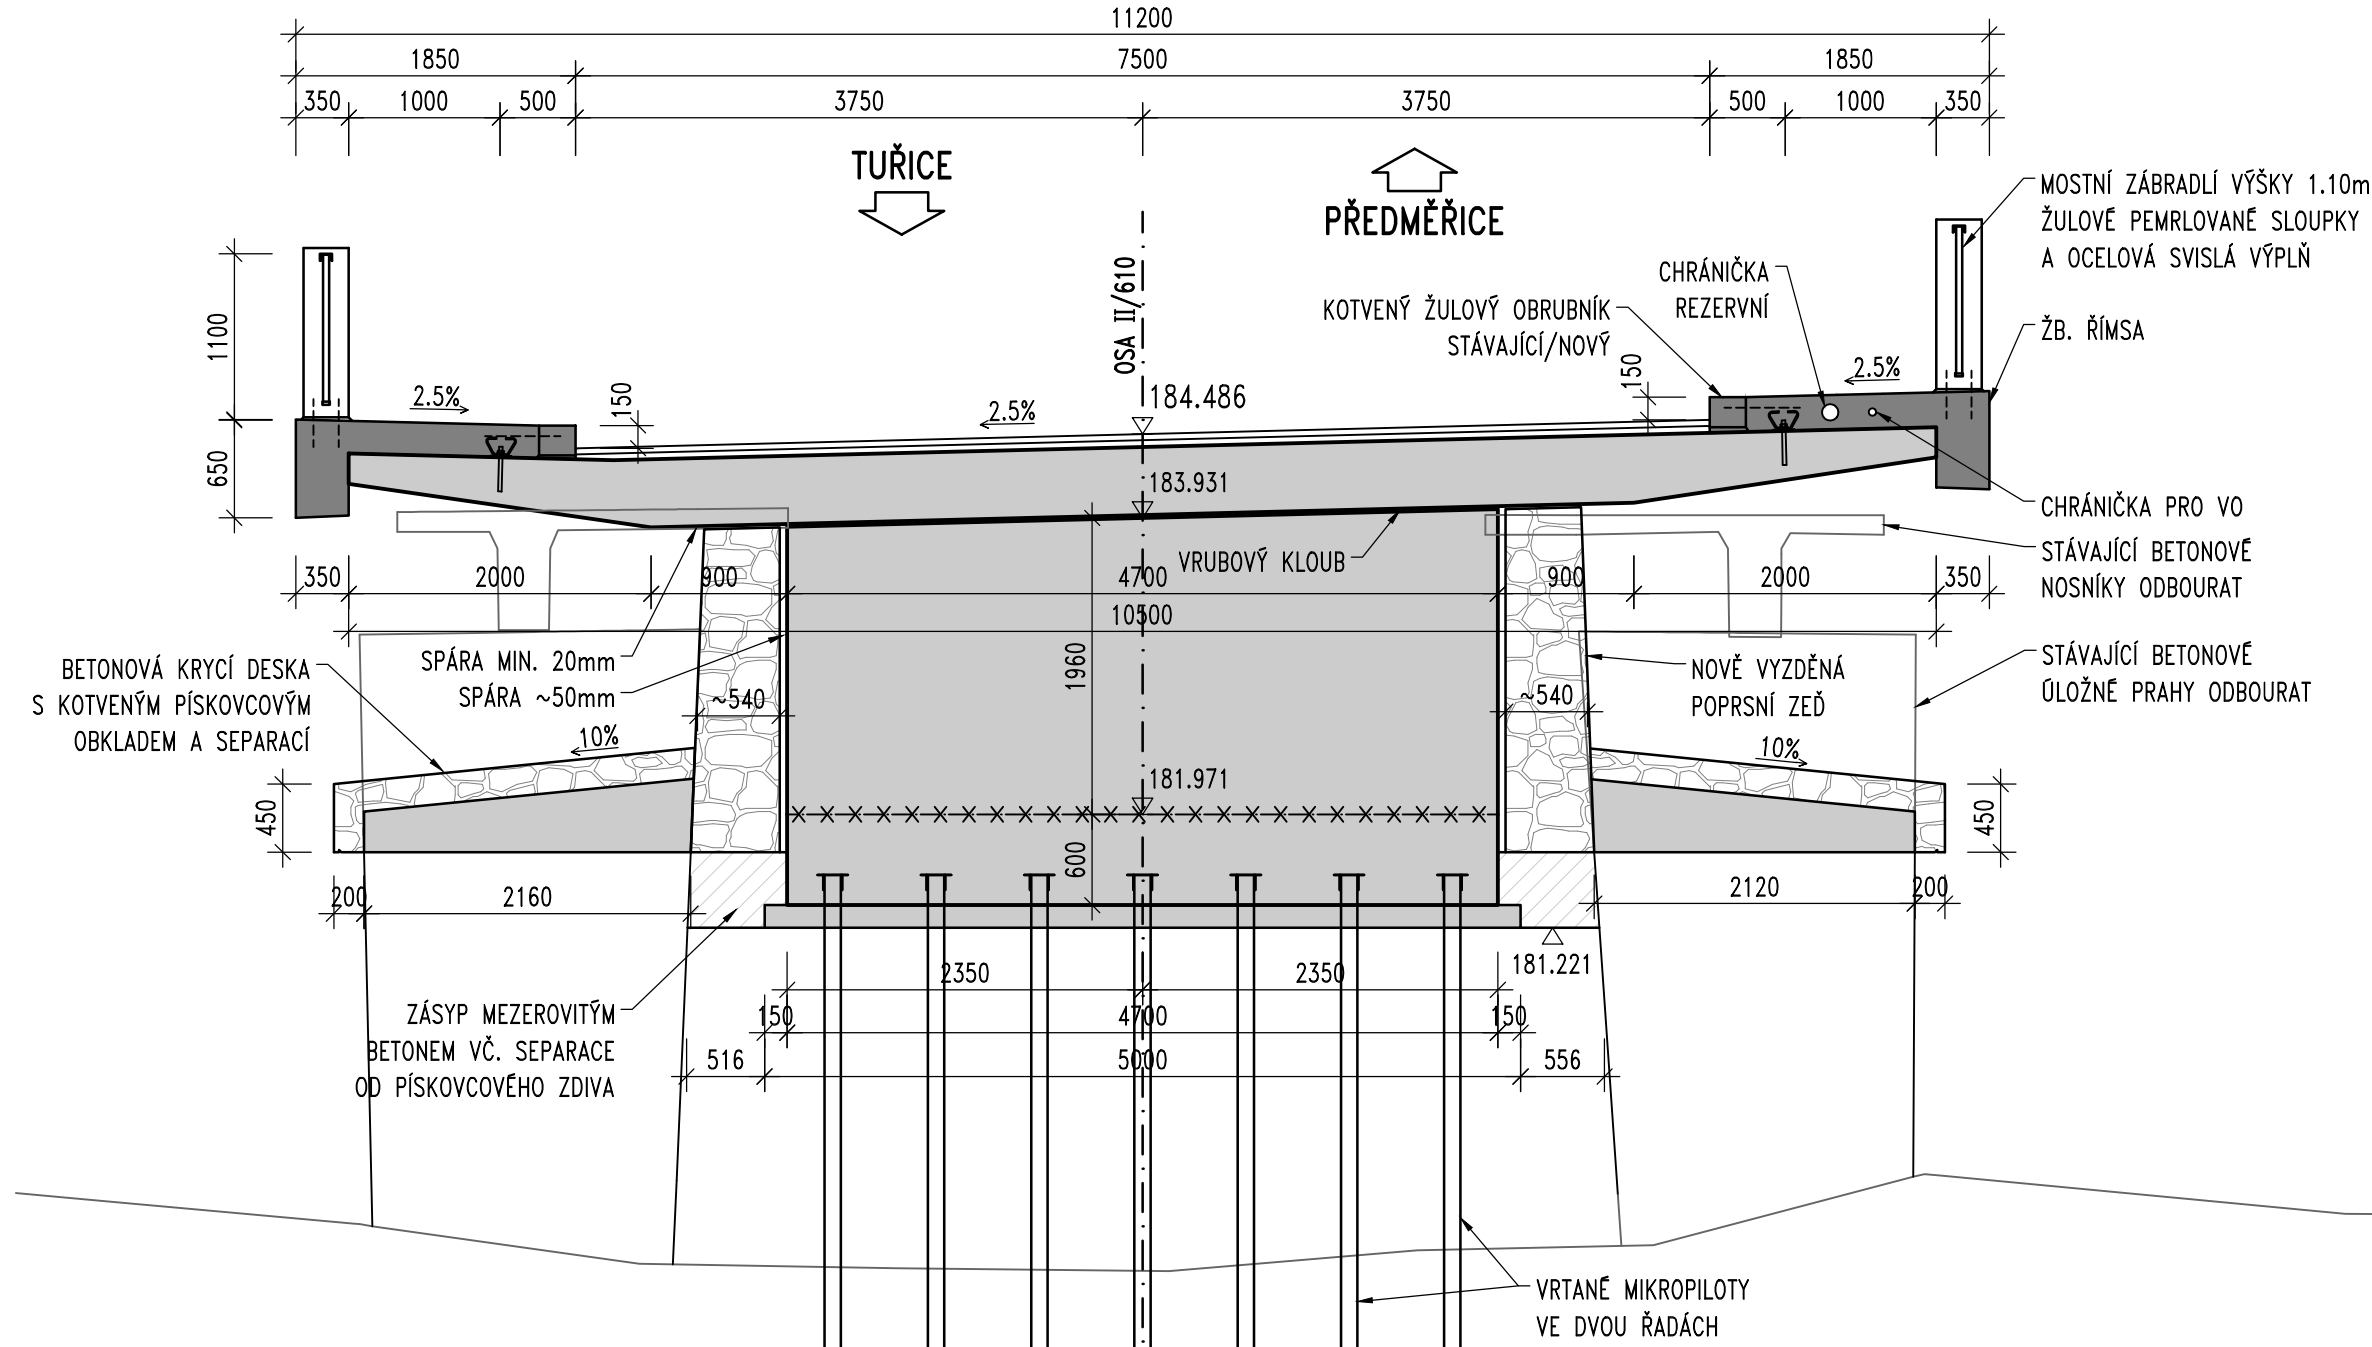 11200
1850 7500 1850
350 1000 500 3750 3750 500 1000 350
TUŘICE
PŘEDMĚŘICE
OSA II/610
MOSTNÍ ZÁBRADLÍ VÝŠKY 1.10m
ŽULOVÉ PEMRLOVANÉ SLOUPKY
A OCELOVÁ SVISLÁ VÝPLŇ
CHRÁNIČKA
REZERVNÍ
KOTVENÝ ŽULOVÝ OBRUBNÍK
STÁVAJÍCÍ/NOVÝ
ŽB. ŘÍMSA
1100
650
2.5%
150
2.5%
184.486
150
2.5%
183.931
VRUBOVÝ KLOUB
CHRÁNIČKA PRO VO
STÁVAJÍCÍ BETONOVÉ
NOSNÍKY ODBOURAT
350 2000 900 4700 900 2000 350
10500
BETONOVÁ KRYCÍ DESKA
S KOTVENÝM PÍSKOVCOVÝM
OBKLADEM A SEPARACÍ
SPÁRA MIN. 20mm
SPÁRA ~50mm
~540
1960
~540
NOVĚ VYZDĚNÁ
POPRSNÍ ZEĎ
STÁVAJÍCÍ BETONOVÉ
ÚLOŽNÉ PRAHY ODBOURAT
10%
10%
181.971
450
600
450
200 2160
2120 200
181.221
2350 2350
150 4700 150
516 5000 556
ZÁSYP MEZEROVITÝM
BETONEM VČ. SEPARACE
OD PÍSKOVCOVÉHO ZDIVA
VRTANÉ MIKROPILOTY
VE DVOU ŘADÁCH